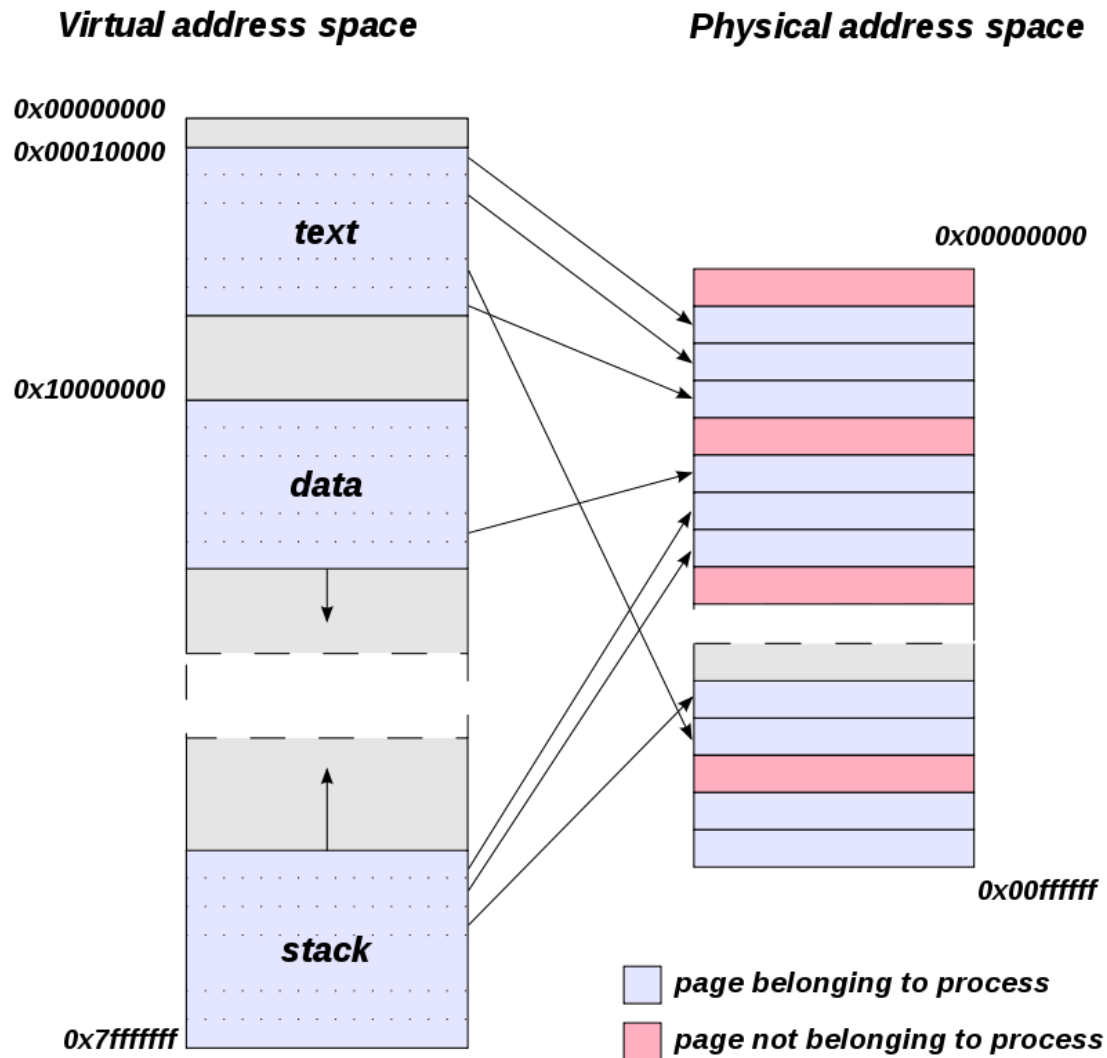 Virtual address space
Physical address space
0x00000000
0x00010000
text
0x00000000
0x10000000
data
0x00ffffff
stack
page belonging to process
0x7fffffff
page not belonging to process